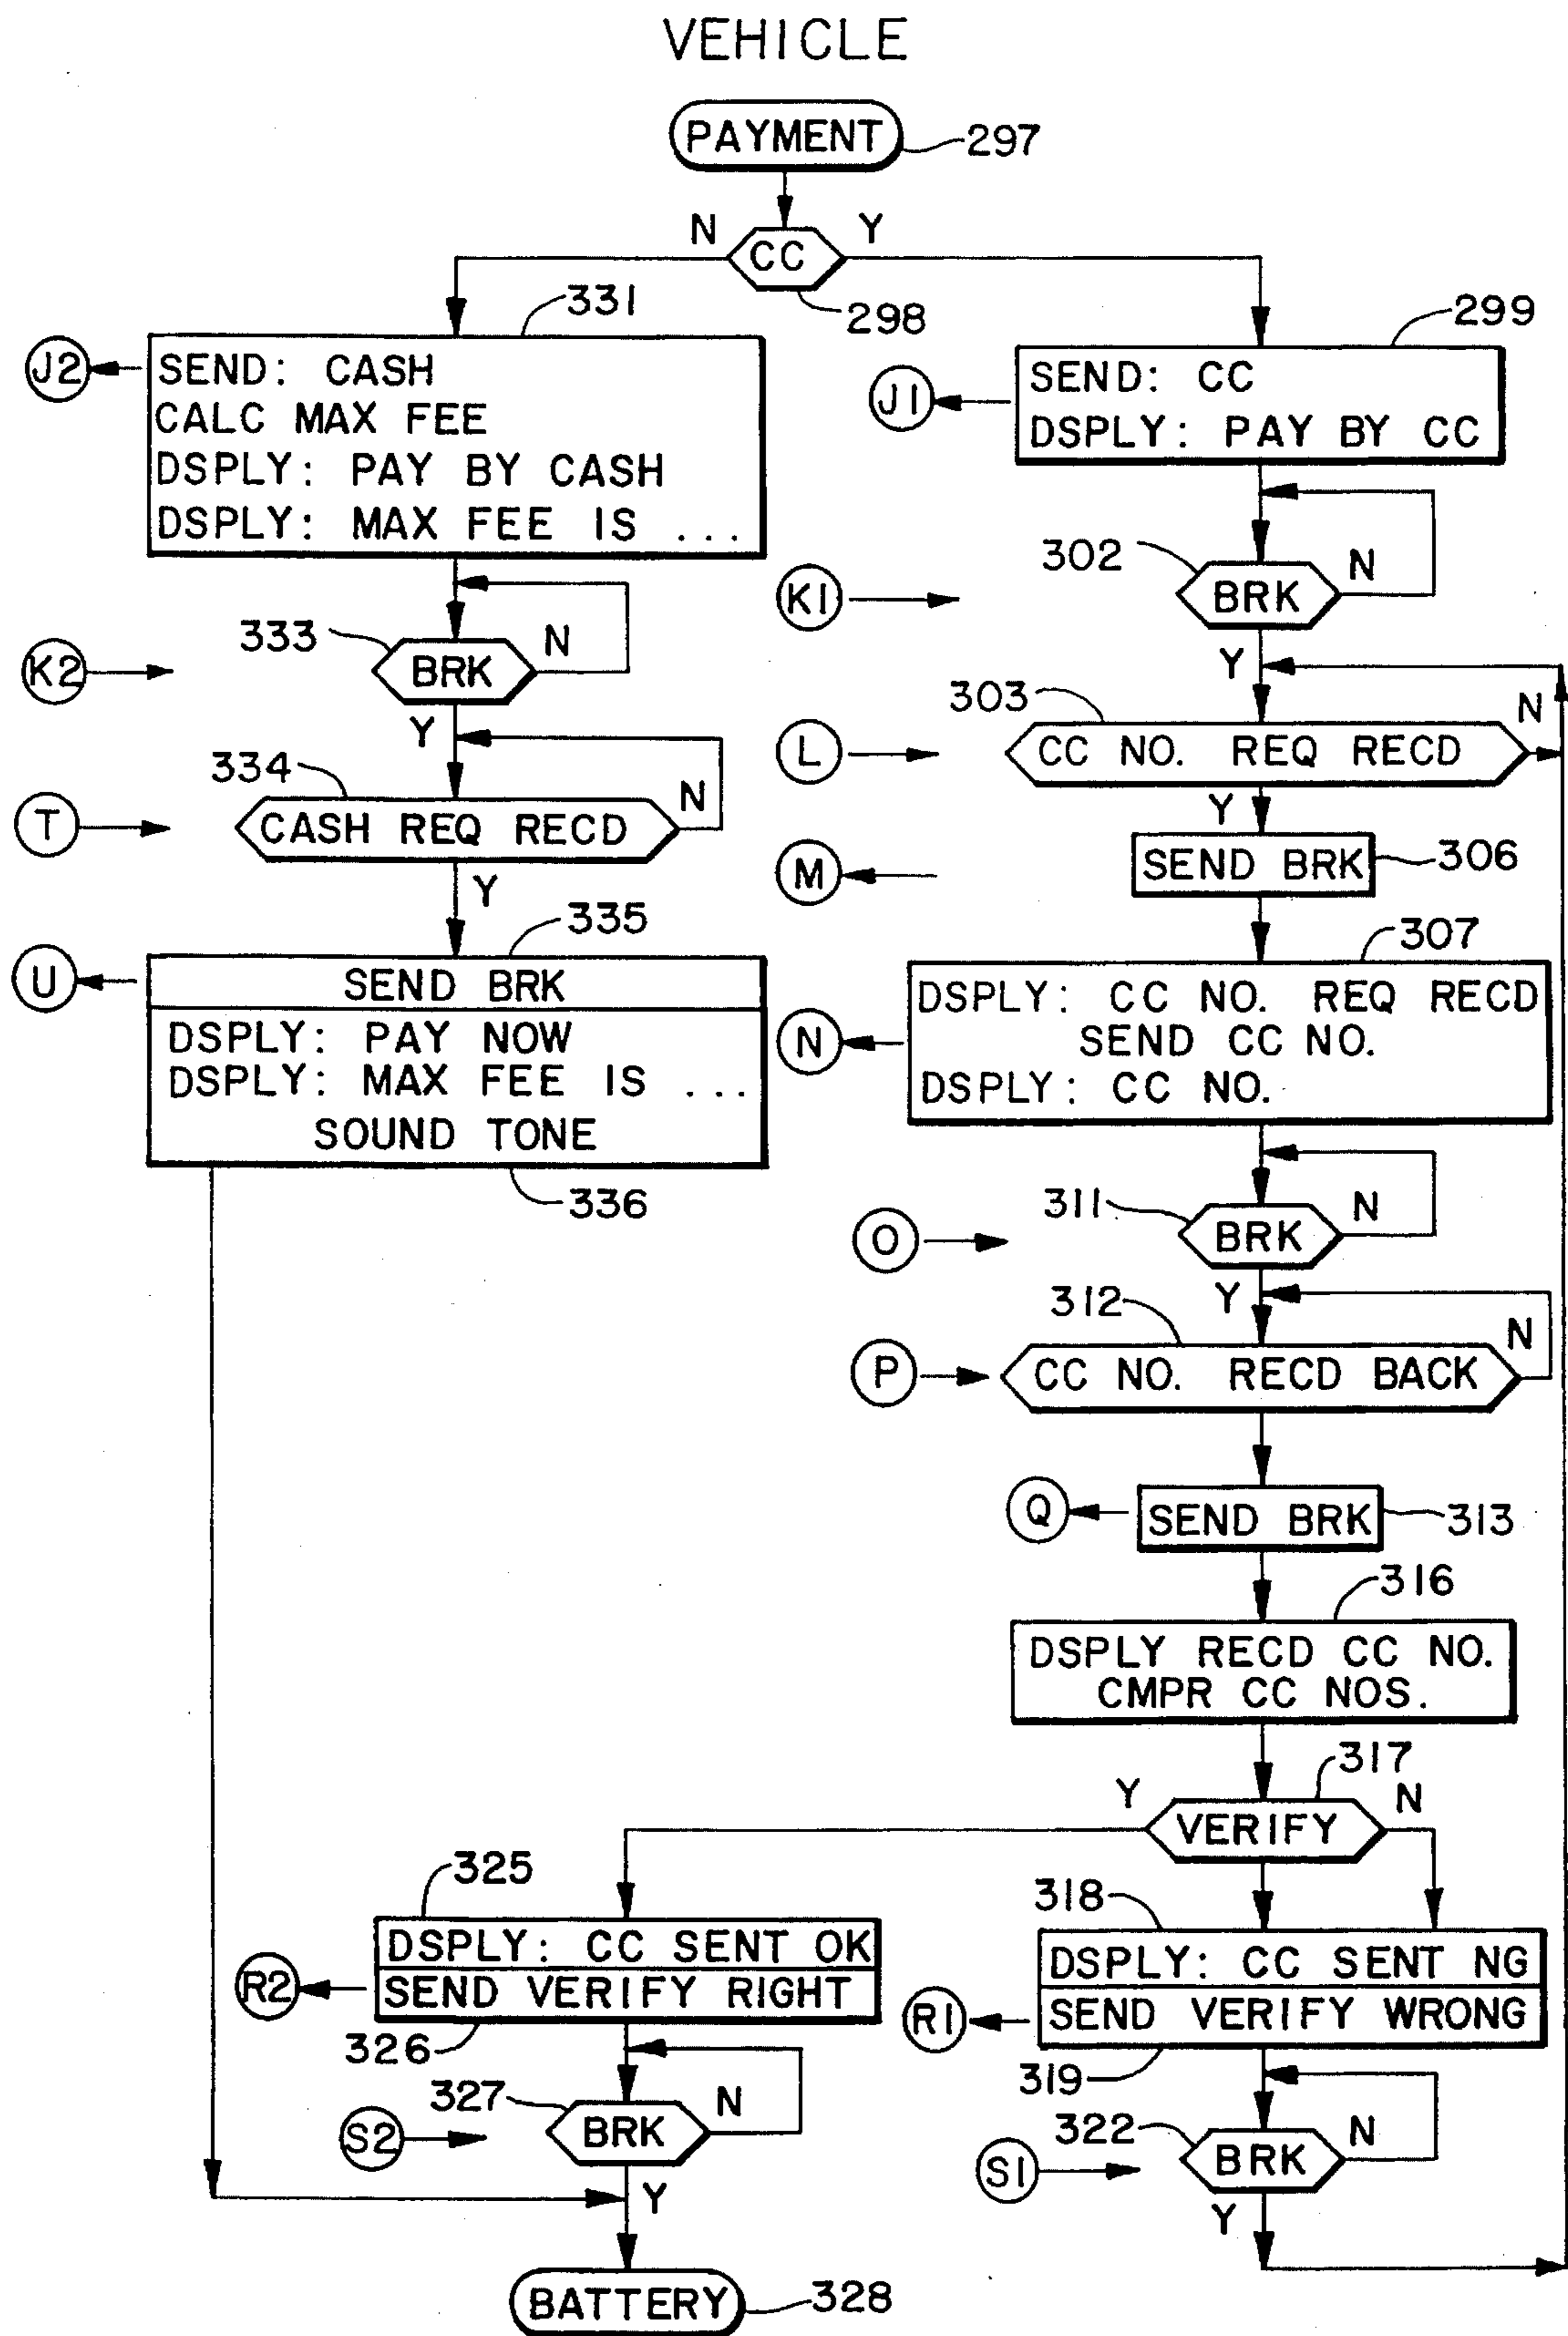 VEHICLE
PAYMENT
297
N
Y
CC
298
331
J2
SEND: CASH
CALC MAX FEE
DSPLY: PAY BY CASH
DSPLY: MAX FEE IS ...
299
J1
SEND: CC
DSPLY: PAY BY CC
302
K1
BRK
N
Y
333
K2
BRK
N
Y
303
L
CC NO. REQ RECD
N
Y
334
T
CASH REQ RECD
N
Y
M
SEND BRK
306
335
U
SEND BRK
DSPLY: PAY NOW
DSPLY: MAX FEE IS ...
SOUND TONE
336
307
N
DSPLY: CC NO. REQ RECD
SEND CC NO.
DSPLY: CC NO.
311
O
BRK
N
Y
312
P
CC NO. RECD BACK
N
Q
SEND BRK
313
316
DSPLY RECD CC NO.
CMPR CC NOS.
317
Y
VERIFY
N
325
R2
DSPLY: CC SENT OK
SEND VERIFY RIGHT
326
318
R1
DSPLY: CC SENT NG
SEND VERIFY WRONG
319
327
S2
BRK
N
Y
322
S1
BRK
N
Y
BATTERY
328